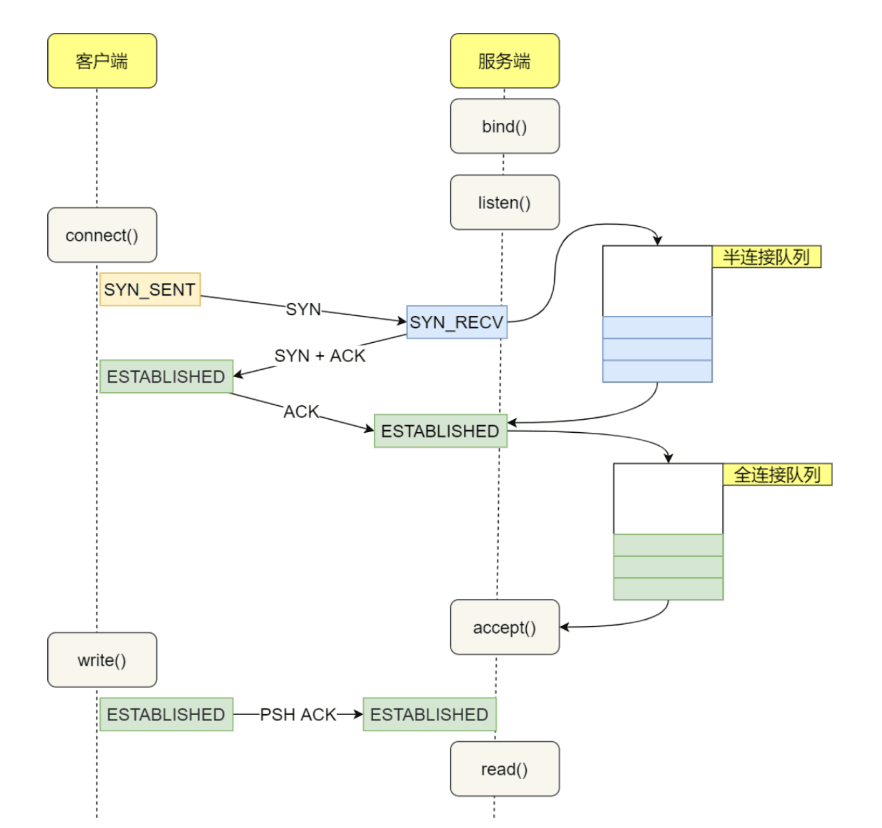 客户端
服务端
bind()
listen()
connect()
半连接队列
SYN_SENT
SYN
SYN_RECV
SYN + ACK
ESTABLISHED
ACK
ESTABLISHED
全连接队列
accept()
write()
ESTABLISHED
PSH ACK
ESTABLISHED
read()